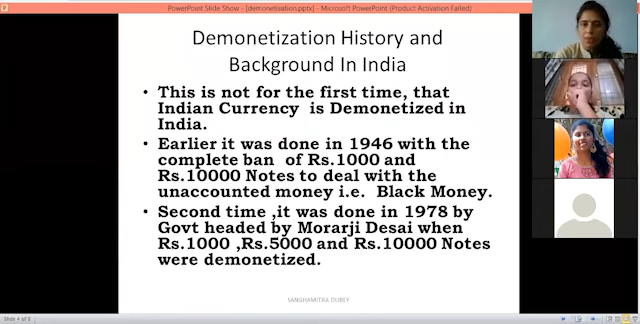 PowerPoint Slide Show - [demonetisation.pptx] - Microsoft PowerPoint (Product Activation Failed)
Demonetization History and
Background In India
• This is not for the first time, that
Indian Currency is Demonetized in
India.
• Earlier it was done in 1946 with the
complete ban of Rs.1000 and
Rs.10000 Notes to deal with the
unaccounted money i.e. Black Money.
• Second time ,it was done in 1978 by
Govt headed by Morarji Desai when
Rs.1000 ,Rs.5000 and Rs.10000 Notes
were demonetized.
SANGHAMITRA DUBEY
Slide 4 of 9